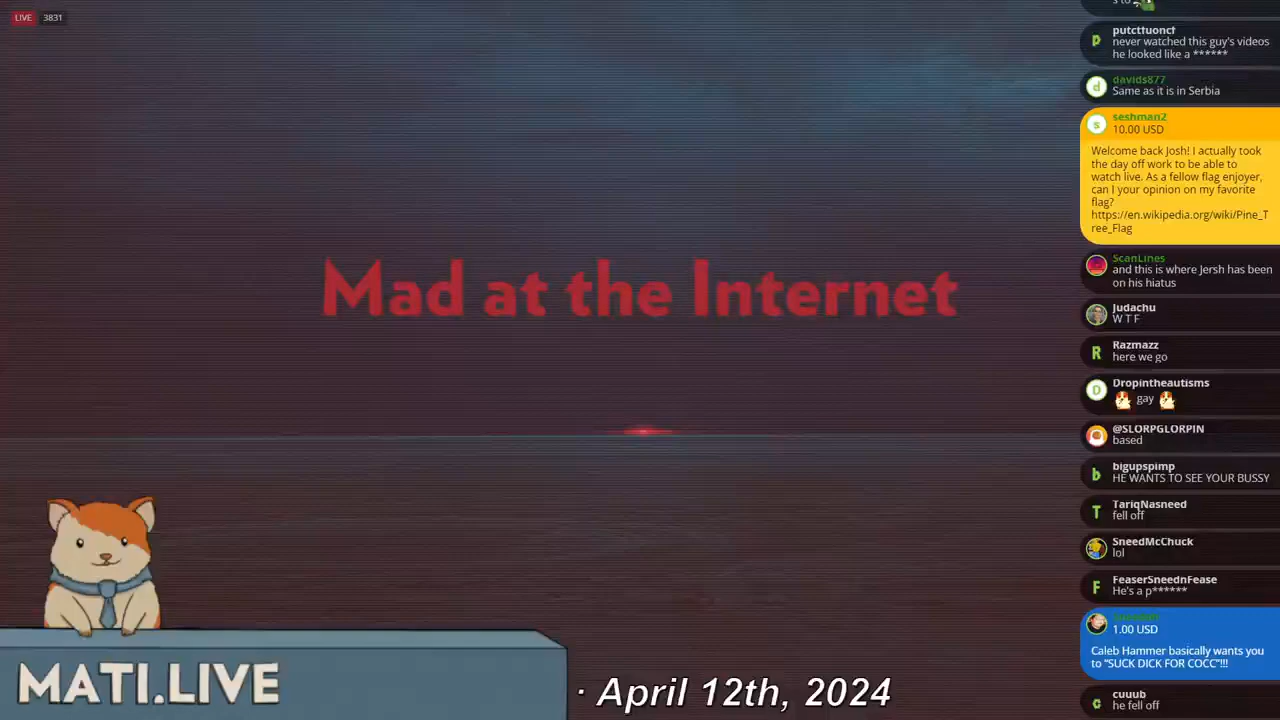 LIVE 3831
Mad at the Internet
MATI.LIVE
· April 12th, 2024
putctfuoncf
never watched this guy's videos
he looked like a ******
davids877
Same as it is in Serbia
seshman2
10.00 USD
Welcome back Josh! I actually took
the day off work to be able to
watch live. As a fellow flag enjoyer,
can I your opinion on my favorite
flag?
https://en.wikipedia.org/wiki/Pine_T
ree_Flag
ScanLines
and this is where Jersh has been
on his hiatus
Judachu
W T F
Razmazz
here we go
Dropintheautisms
gay
@SLORPGLORPIN
based
bigupspimp
HE WANTS TO SEE YOUR BUSSY
TariqNasneed
fell off
SneedMcChuck
lol
FeaserSneednFease
He's a p******
1.00 USD
Caleb Hammer basically wants you
to “SUCK DICK FOR COCC”!!!
cuuub
he fell off